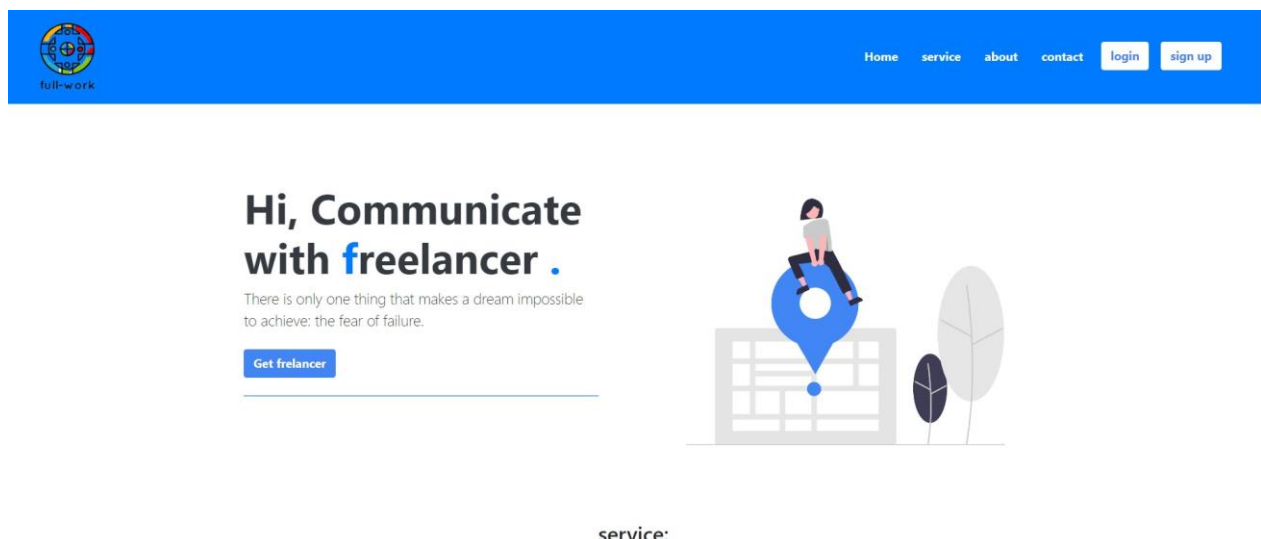 full-work
Home service about contact login sign up
Hi, Communicate
with freelancer .
There is only one thing that makes a dream impossible
to achieve: the fear of failure.
Get frelancer
service: